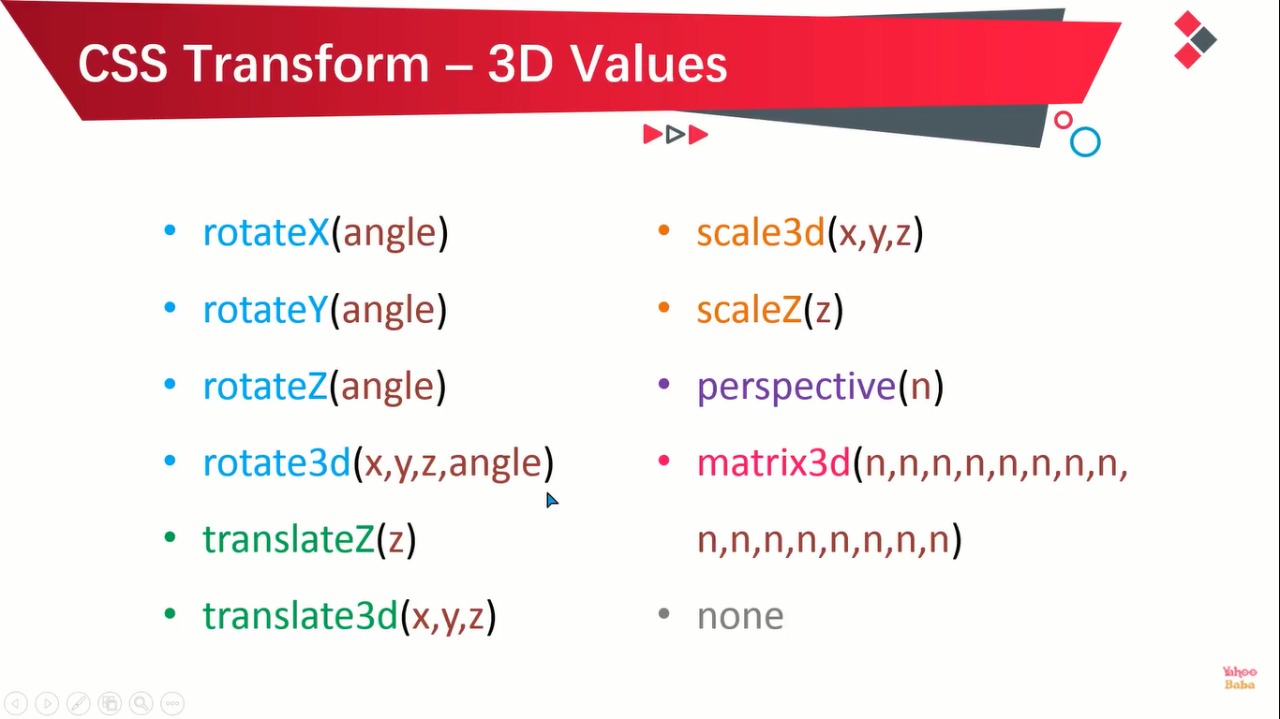 CSS Transform – 3D Values
• rotateX(angle)
• rotateY(angle)
• rotateZ(angle)
• rotate3d(x,y,z,angle)
• translateZ(z)
• translate3d(x,y,z)
• scale3d(x,y,z)
• scaleZ(z)
• perspective(n)
• matrix3d(n,n,n,n,n,n,n,n,
n,n,n,n,n,n,n,n)
• none
Yahoo
Baba